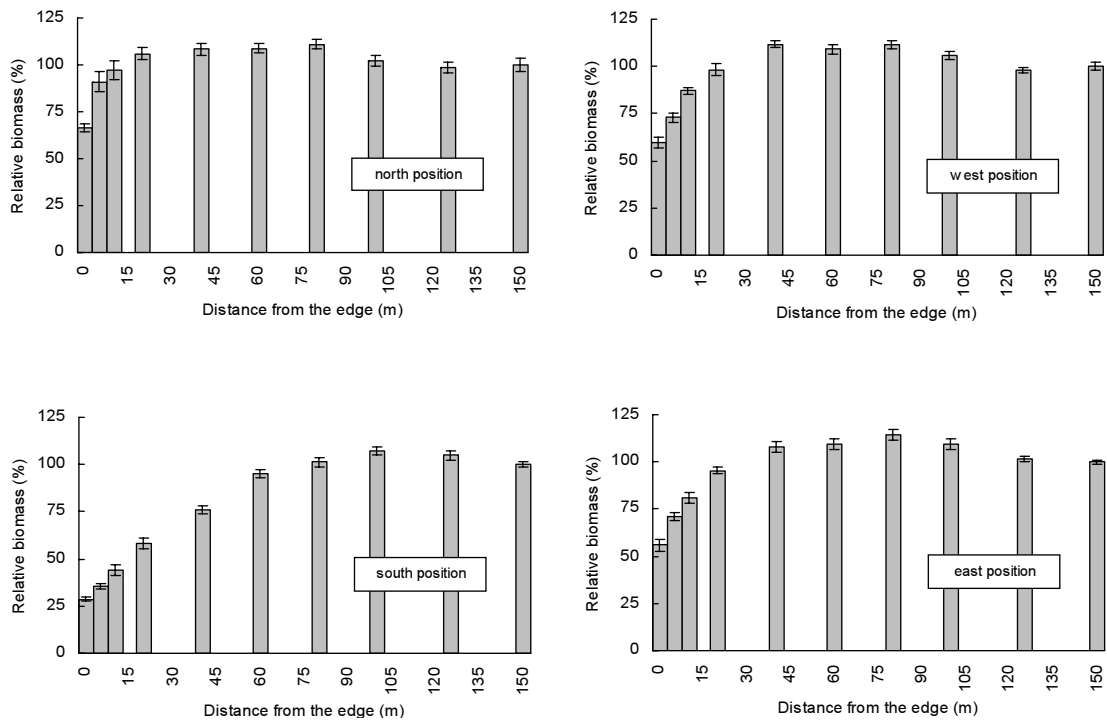 125
100
75
50
25
0
Relative biomass (%)
north position
0 15 30 45 60 75 90 105 120 135 150
Distance from the edge (m)
125
100
75
50
25
0
Relative biomass (%)
west position
0 15 30 45 60 75 90 105 120 135 150
Distance from the edge (m)
125
100
75
50
25
0
Relative biomass (%)
south position
0 15 30 45 60 75 90 105 120 135 150
Distance from the edge (m)
125
100
75
50
25
0
Relative biomass (%)
east position
0 15 30 45 60 75 90 105 120 135 150
Distance from the edge (m)